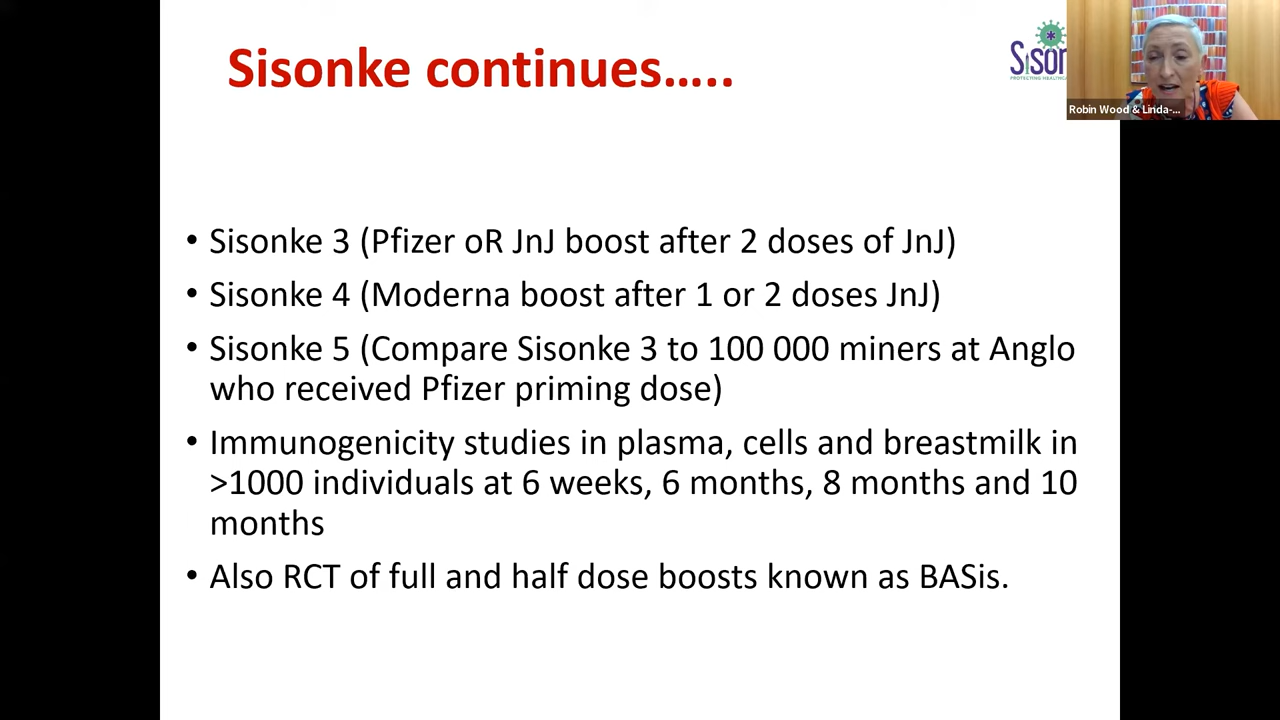 Sisonke continues…..
Sison
PROTECTING HEALTHC
Robin Wood & Linda-...
• Sisonke 3 (Pfizer oR JnJ boost after 2 doses of JnJ)
• Sisonke 4 (Moderna boost after 1 or 2 doses JnJ)
• Sisonke 5 (Compare Sisonke 3 to 100 000 miners at Anglo
who received Pfizer priming dose)
• Immunogenicity studies in plasma, cells and breastmilk in
>1000 individuals at 6 weeks, 6 months, 8 months and 10
months
• Also RCT of full and half dose boosts known as BASis.